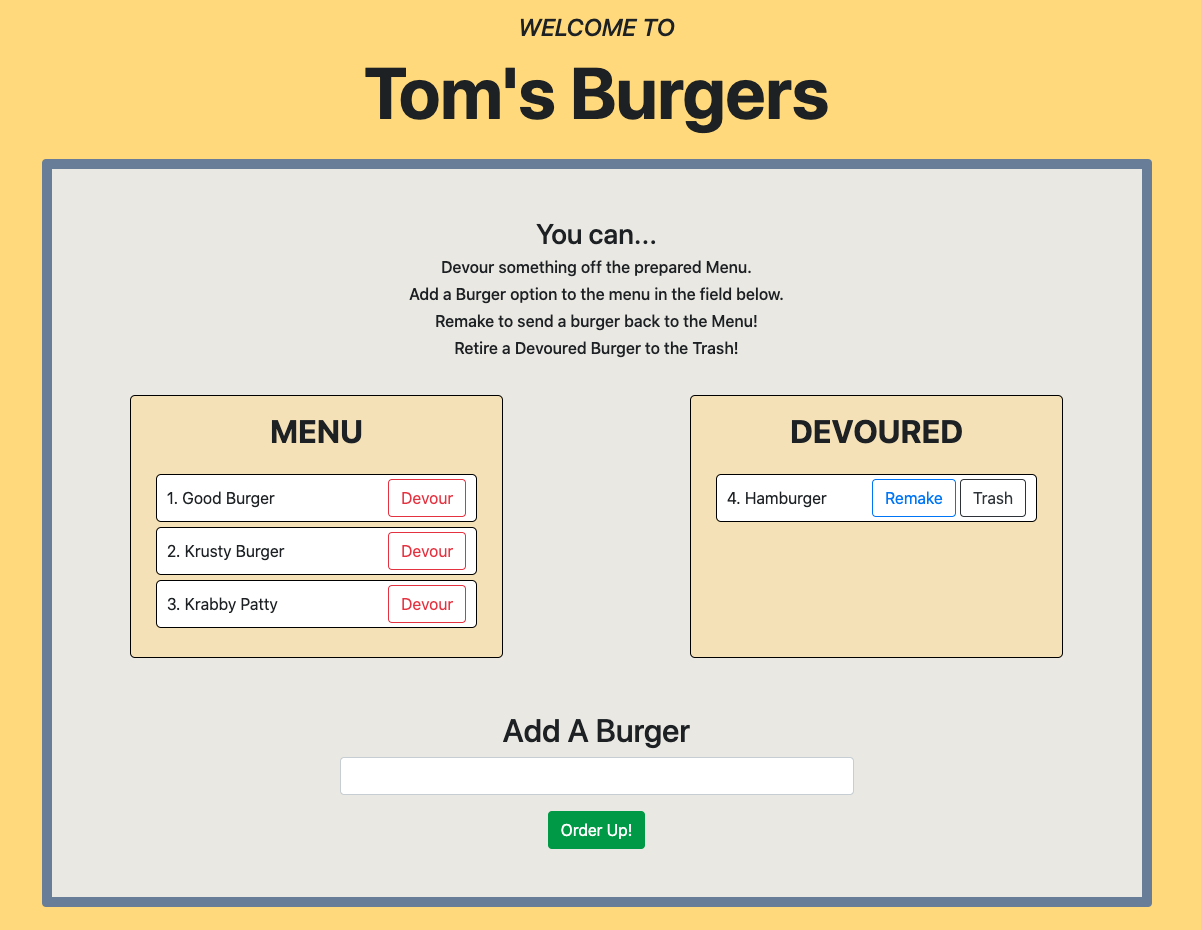 WELCOME TO
Tom's Burgers
You can...
Devour something off the prepared Menu.
Add a Burger option to the menu in the field below.
Remake to send a burger back to the Menu!
Retire a Devoured Burger to the Trash!
MENU
1. Good Burger Devour
2. Krusty Burger Devour
3. Krabby Patty Devour
DEVOURED
4. Hamburger Remake Trash
Add A Burger
Order Up!